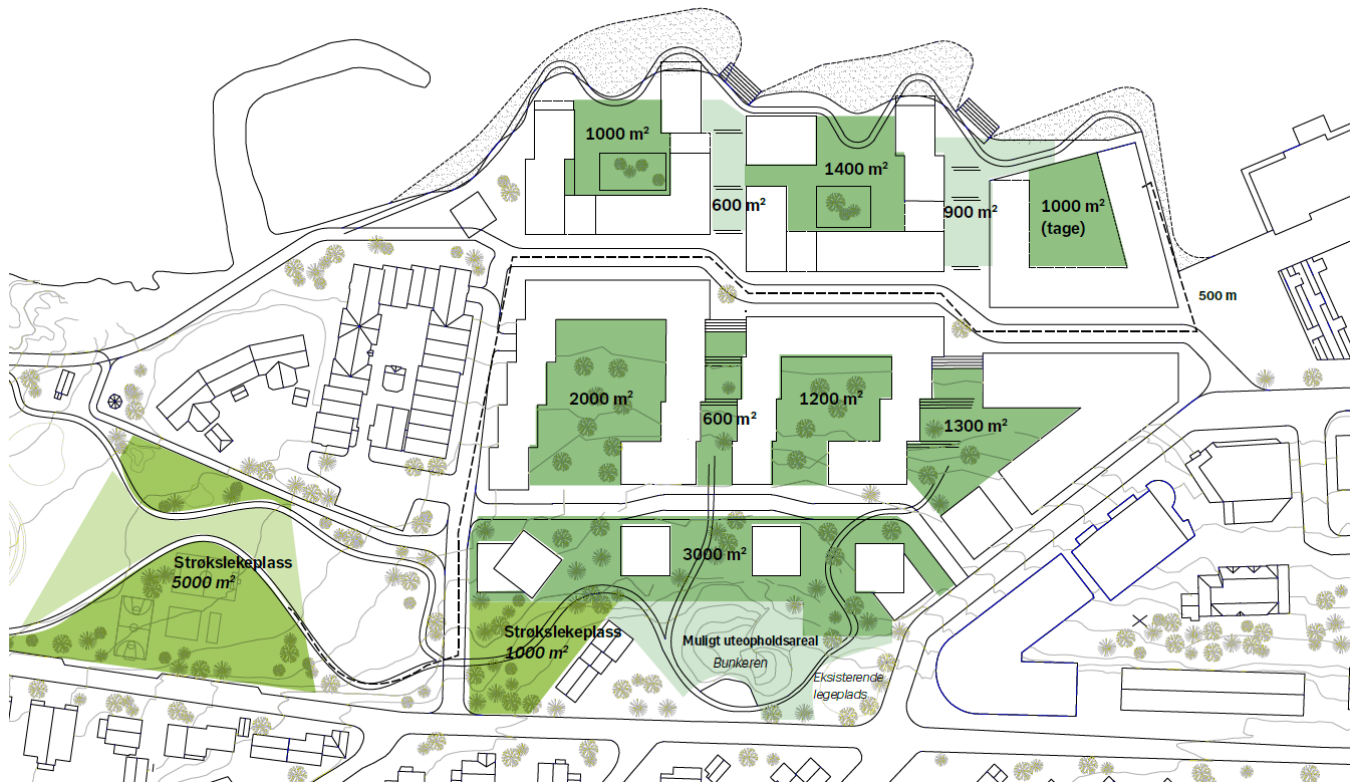 1000 m²
1400 m²
600 m²
900 m²
1000 m²
(tage)
500 m
2000 m²
600 m²
1200 m²
1300 m²
3000 m²
Strøkslekeplass
5000 m²
Strøkslekeplass
1000 m²
Muligt uteopholdsareal
Bunkeren
Eksisterende
legeplads